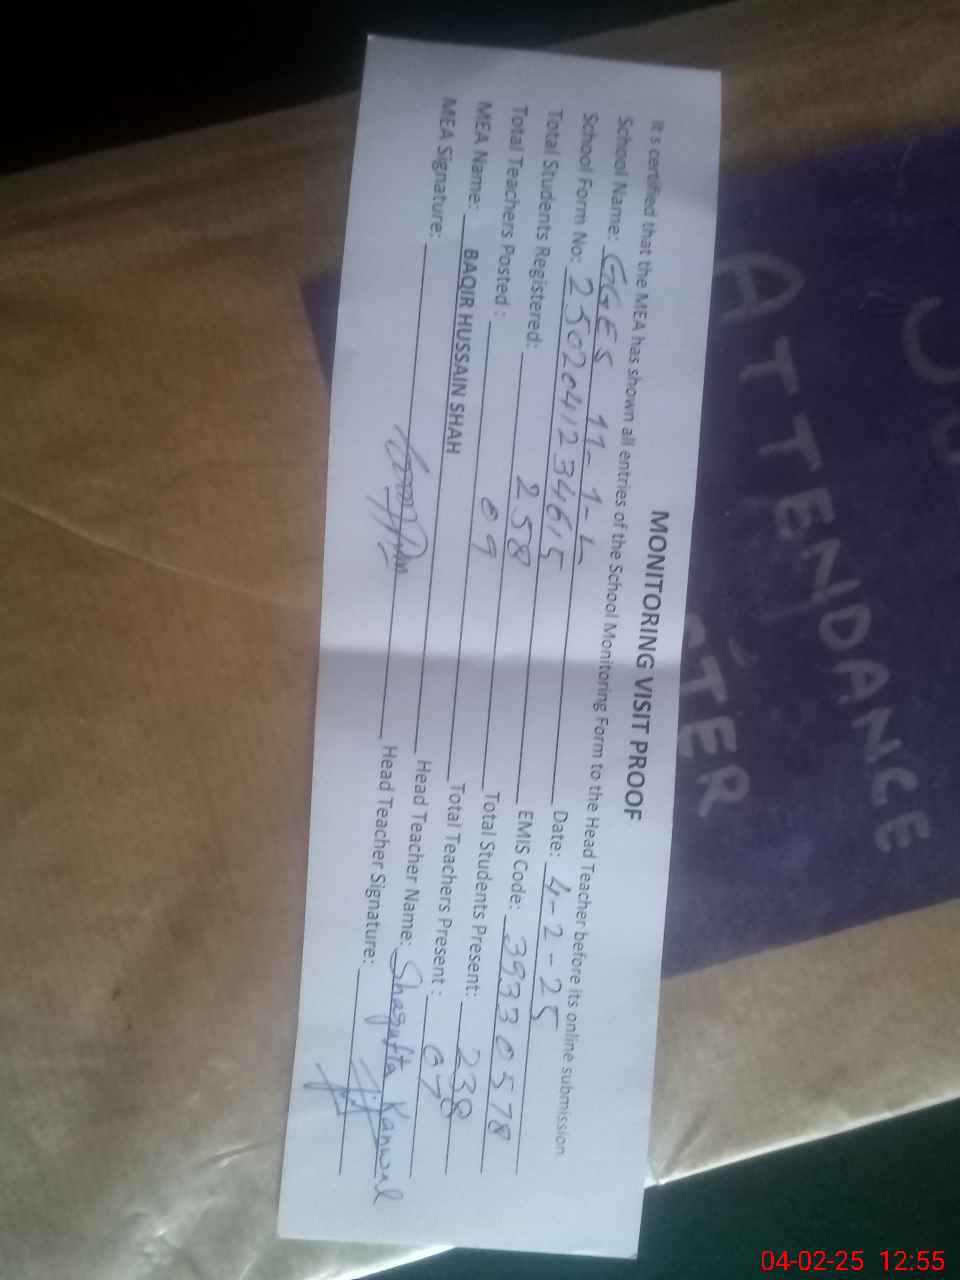 MONITORING VISIT PROOF
It s certified that the MEA has shown all entries of the School Monitoring Form to the Head Teacher before its online submission.
School Name: GGES 11-1-L Date: 4-2-25
School Form No: 2502041234615 EMIS Code: 39330578
Total Students Registered: 258 Total Students Present: 238
Total Teachers Posted : 09 Total Teachers Present : 07
MEA Name: BAQIR HUSSAIN SHAH Head Teacher Name: Shagufta Kanwal
MEA Signature: Head Teacher Signature:
ATTENDANCE
04-02-25 12:55